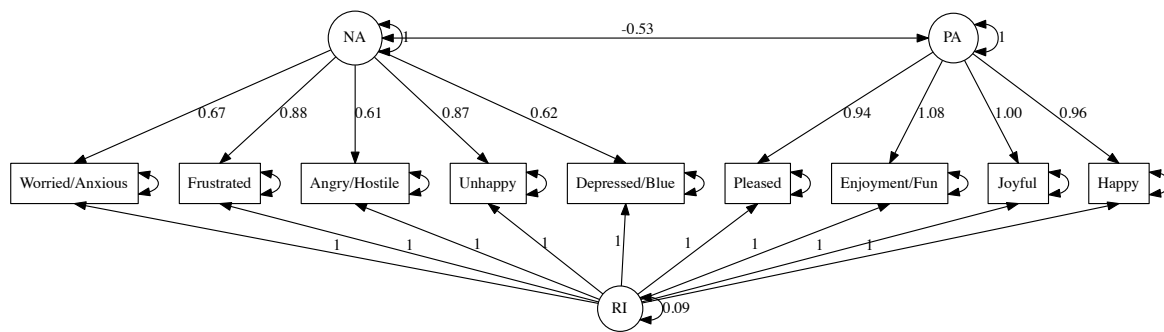 -0.53
NA 1 PA 1
0.67 0.88 0.61 0.87 0.62 0.94 1.08 1.00 0.96
Worried/Anxious Frustrated Angry/Hostile Unhappy Depressed/Blue Pleased Enjoyment/Fun Joyful Happy
1 1 1 1 1 1 1 1 1
RI 0.09